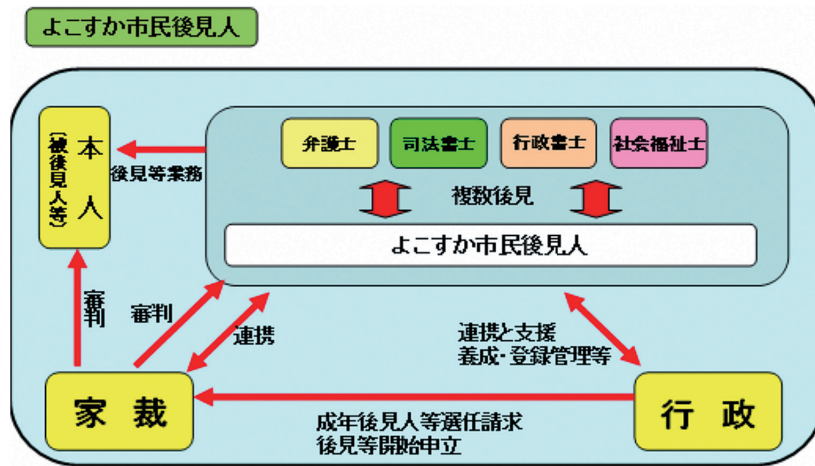 よこすか市民後見人
弁護士
司法書士
行政書士
社会福祉士
本人
〔被後見人等〕
後見等業務
複数後見
よこすか市民後見人
審判
審判
連携
連携と支援
養成・登録管理等
家裁
行政
成年後見人等選任請求
後見等開始申立